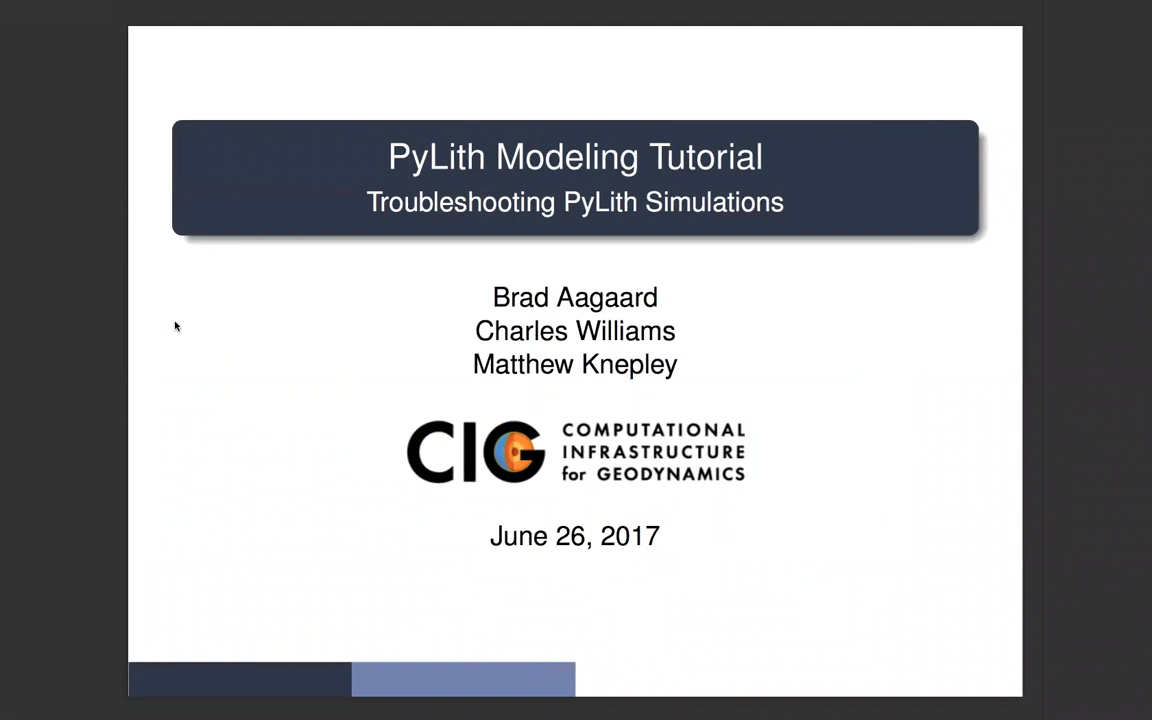 PyLith Modeling Tutorial
Troubleshooting PyLith Simulations
Brad Aagaard
Charles Williams
Matthew Knepley
CIG COMPUTATIONAL
INFRASTRUCTURE
for GEODYNAMICS
June 26, 2017